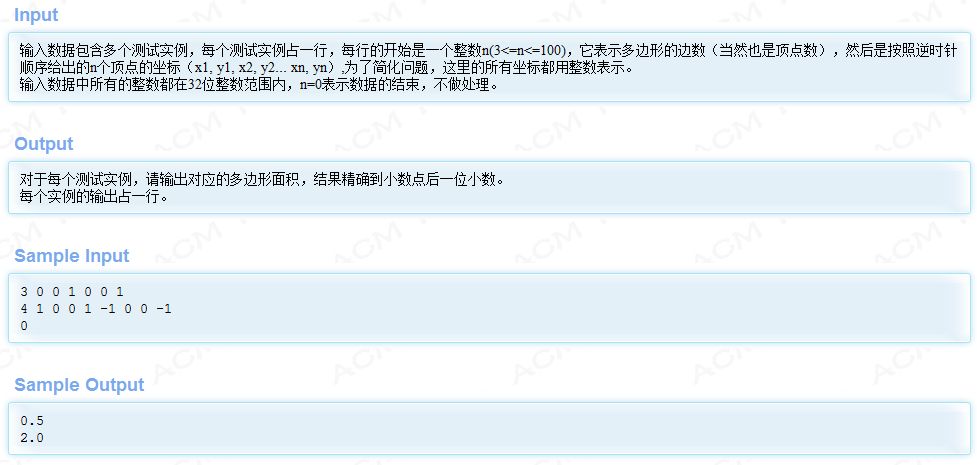 Input
输入数据包含多个测试实例，每个测试实例占一行，每行的开始是一个整数n(3<=n<=100)，它表示多边形的边数（当然也是顶点数），然后是按照逆时针
顺序给出的n个顶点的坐标（x1, y1, x2, y2... xn, yn）,为了简化问题，这里的所有坐标都用整数表示。
输入数据中所有的整数都在32位整数范围内，n=0表示数据的结束，不做处理。
Output
对于每个测试实例，请输出对应的多边形面积，结果精确到小数点后一位小数。
每个实例的输出占一行。
Sample Input
3 0 0 1 0 0 1
4 1 0 0 1 -1 0 0 -1
0
Sample Output
0.5
2.0